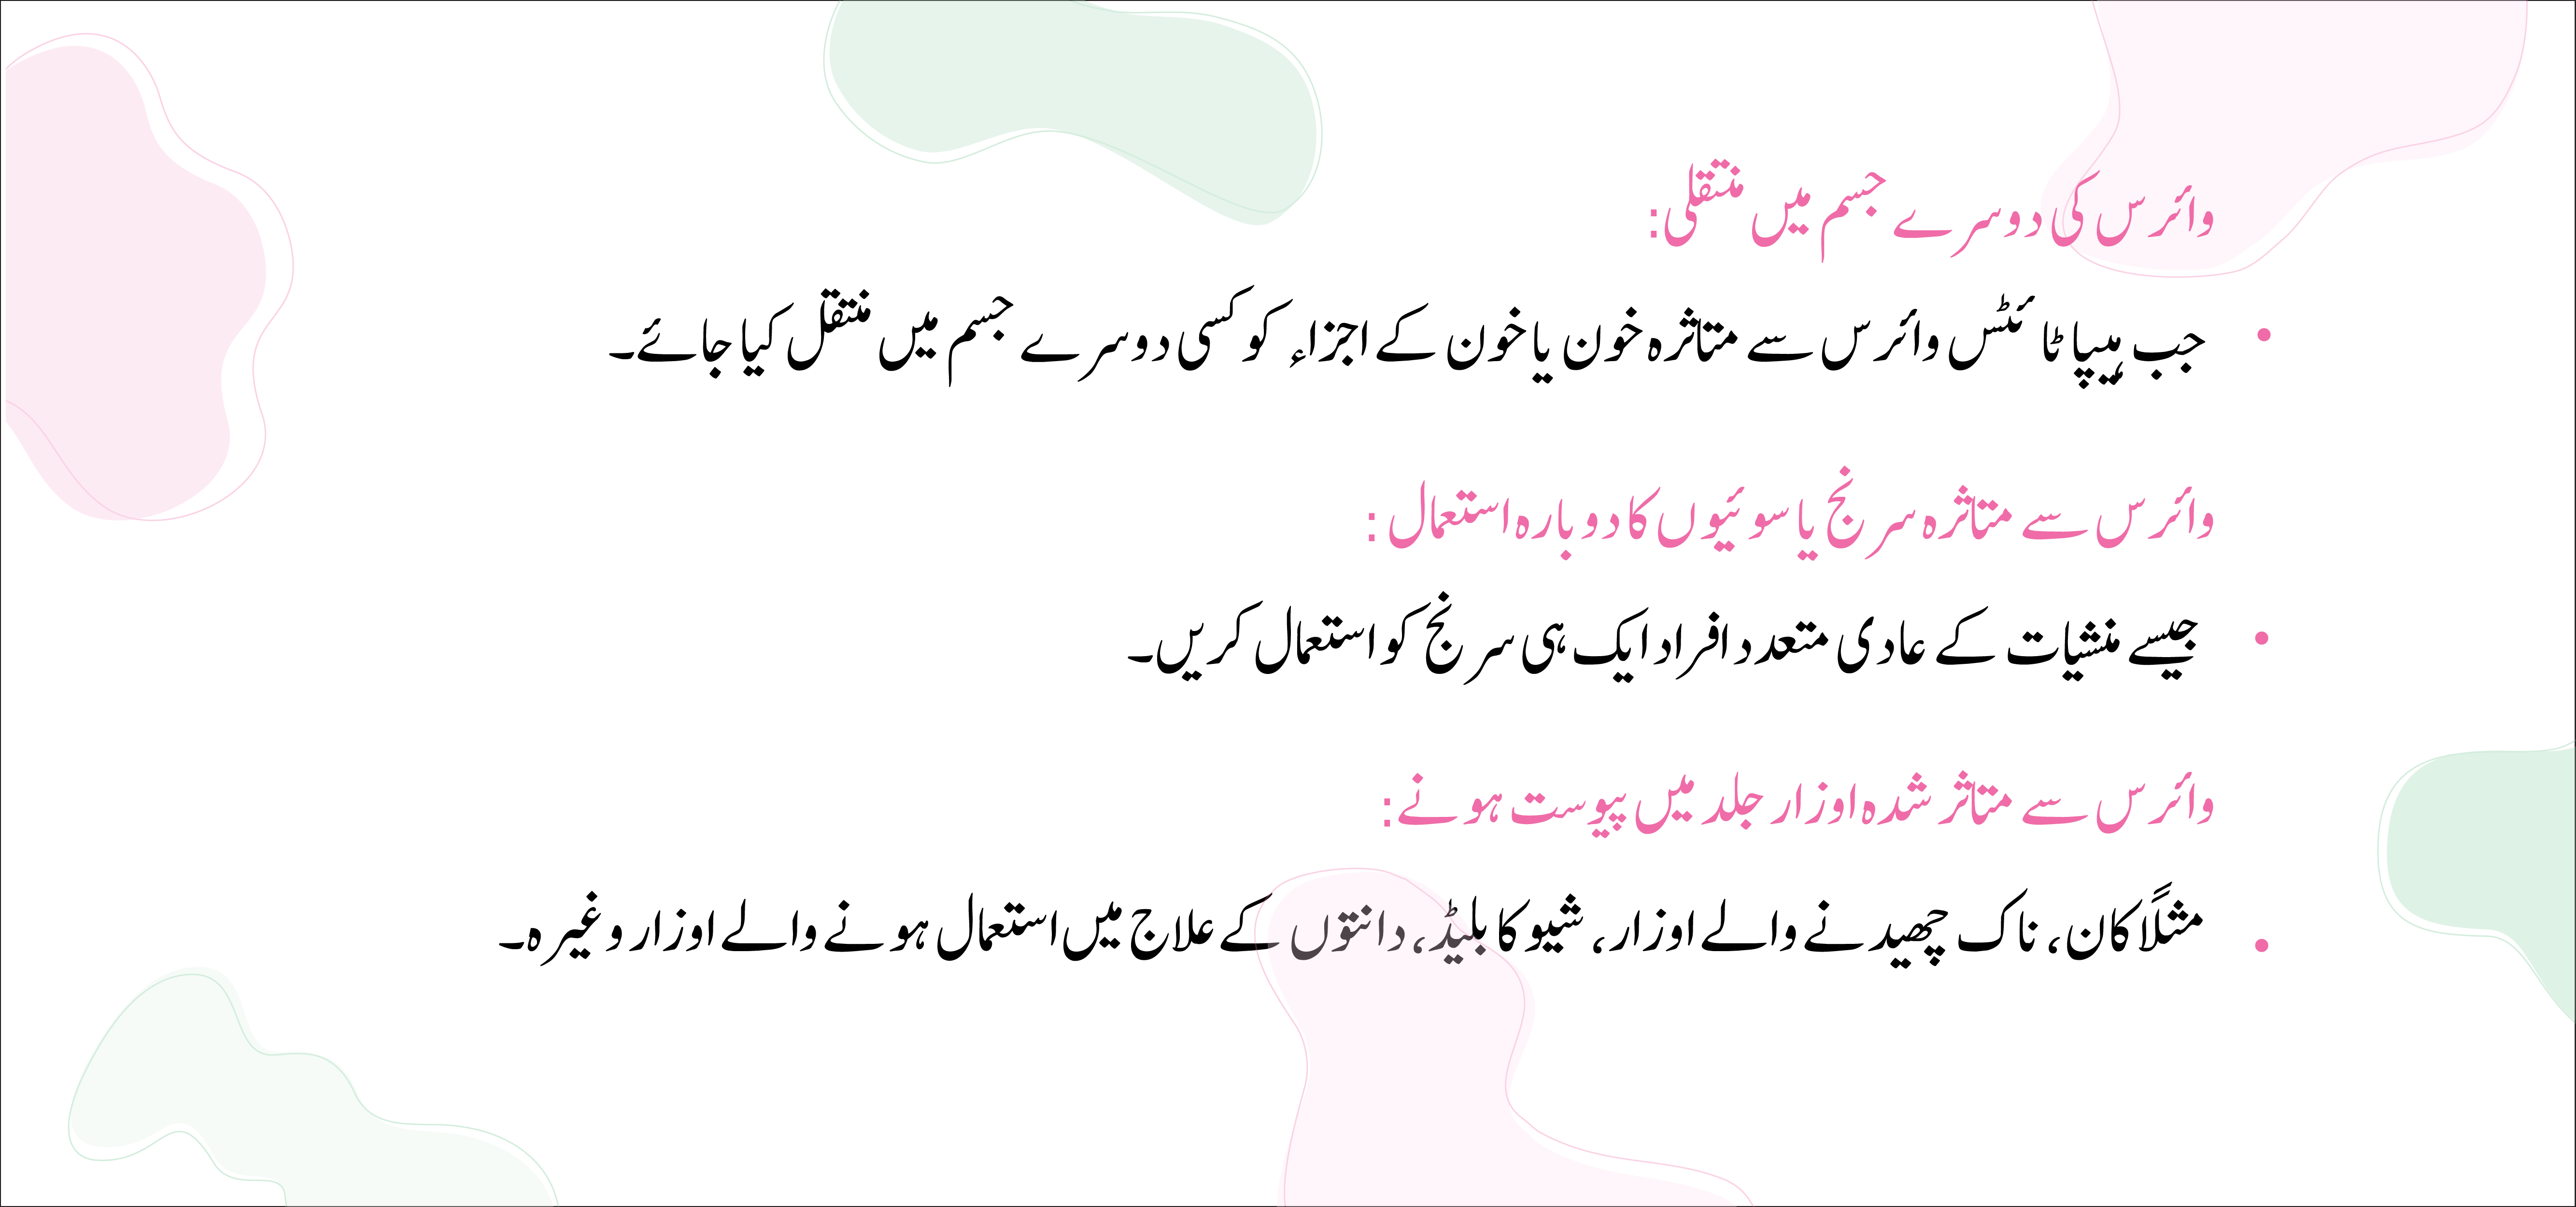 وائرس کی دوسرے جسم میں منتقلی:
• جب ہیپاٹائٹس وائرس سے متاثرہ خون یا خون کے اجزاء کو کسی دوسرے جسم میں منتقل کیا جائے۔
وائرس سے متاثرہ سرنج یا سوئیوں کا دوبارہ استعمال :
• جیسے منشیات کے عادی متعدد افراد ایک ہی سرنج کو استعمال کریں۔
وائرس سے متاثر شدہ اوزار جلد میں پیوست ہونے:
• مثلاً کان، ناک چھیدنے والے اوزار، شیو کا بلیڈ، دانتوں کے علاج میں استعمال ہونے والے اوزار وغیرہ۔